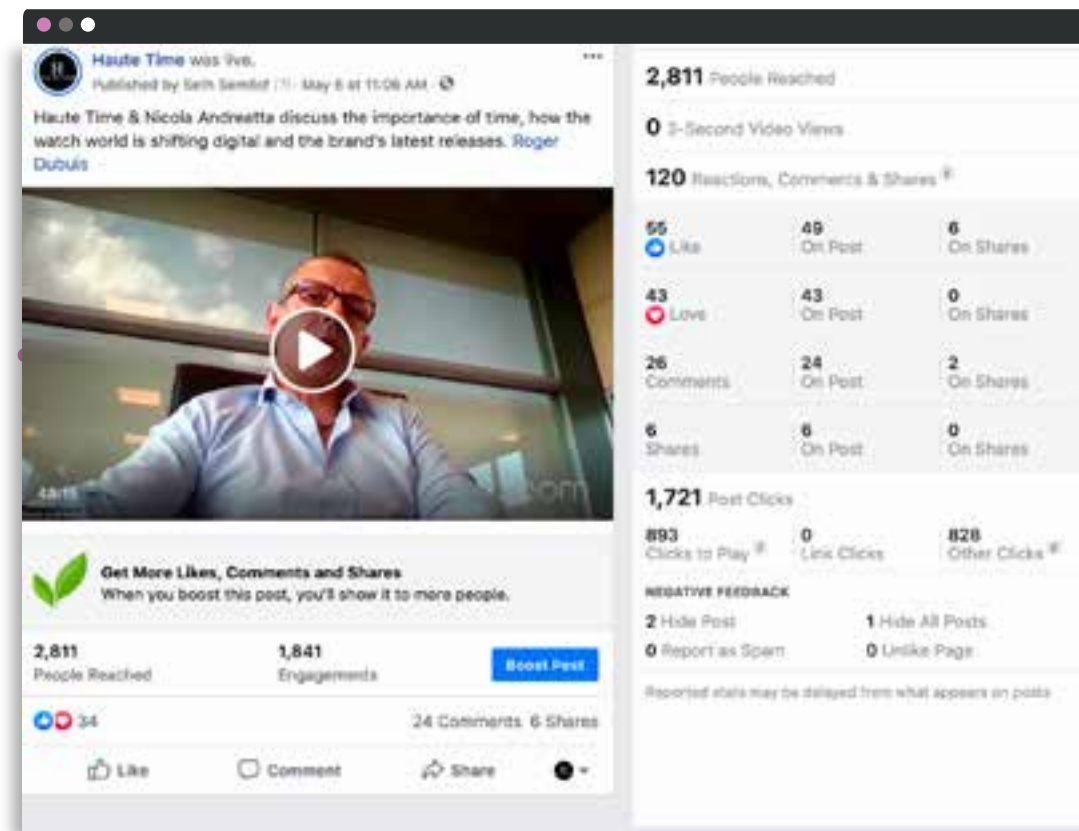 Haute Time was live.
Published by Seth Semilof · May 6 at 11:06 AM ·
Haute Time & Nicola Andreatta discuss the importance of time, how the
watch world is shifting digital and the brand's latest releases. Roger
Dubuis
Get More Likes, Comments and Shares
When you boost this post, you'll show it to more people.
2,811
People Reached
1,841
Engagements
Boost Post
34
24 Comments 6 Shares
Like
Comment
Share
2,811 People Reached
0 3-Second Video Views
120 Reactions, Comments & Shares
55
Like
49
On Post
6
On Shares
43
Love
43
On Post
0
On Shares
26
Comments
24
On Post
2
On Shares
6
Shares
6
On Post
0
On Shares
1,721 Post Clicks
893
Clicks to Play
0
Link Clicks
828
Other Clicks
NEGATIVE FEEDBACK
2 Hide Post
1 Hide All Posts
0 Report as Spam
0 Unlike Page
Reported stats may be delayed from what appears on posts